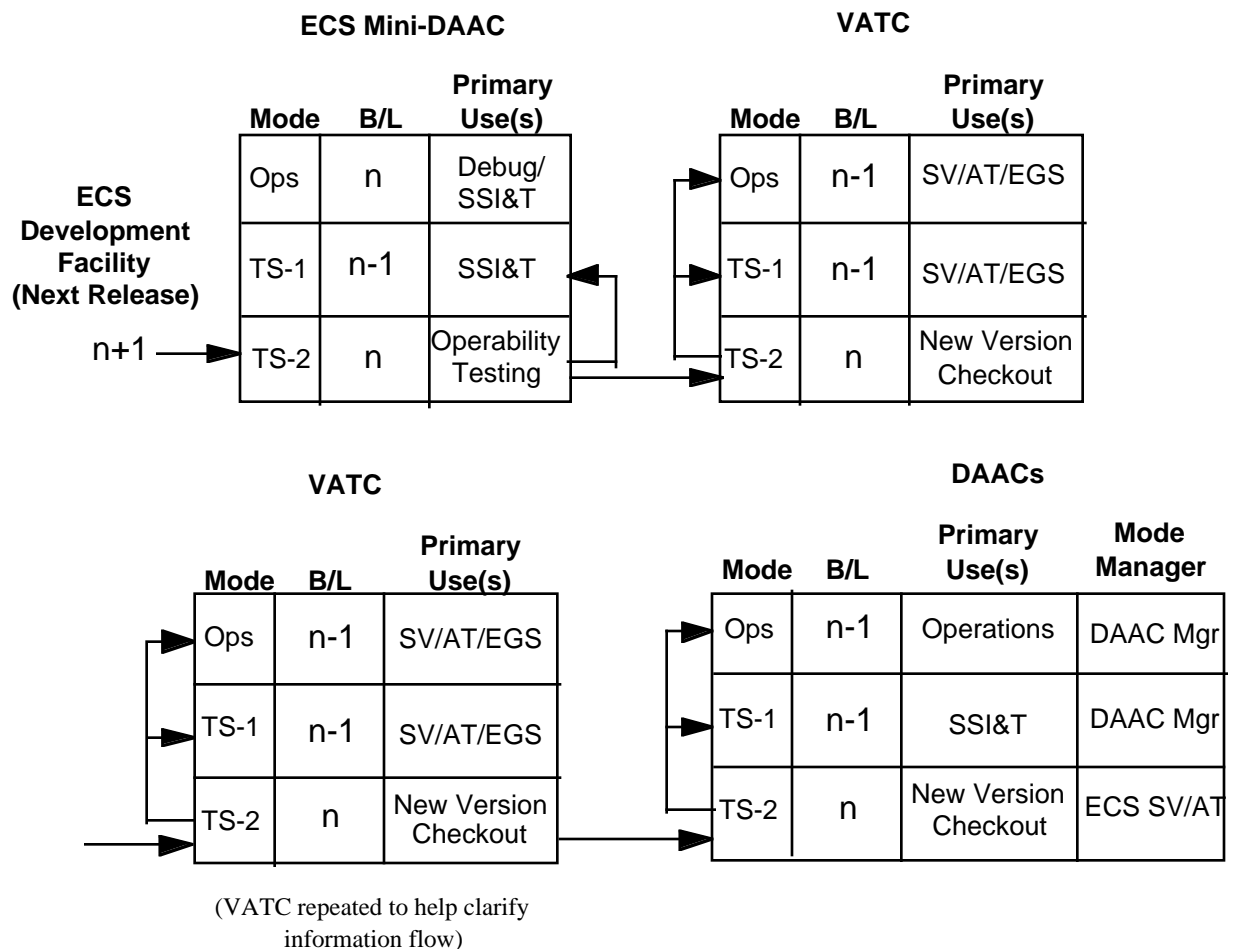 ECS Mini-DAAC
VATC
Primary
Mode B/L Use(s)
Primary
Mode B/L Use(s)
ECS
Development
Facility
(Next Release)
n+1
Ops n Debug/
SSI&T
TS-1 n-1 SSI&T
TS-2 n Operability
Testing
Ops n-1 SV/AT/EGS
TS-1 n-1 SV/AT/EGS
TS-2 n New Version
Checkout
VATC
DAACs
Primary
Mode B/L Use(s)
Primary Mode
Mode B/L Use(s) Manager
Ops n-1 SV/AT/EGS
TS-1 n-1 SV/AT/EGS
TS-2 n New Version
Checkout
Ops n-1 Operations DAAC Mgr
TS-1 n-1 SSI&T DAAC Mgr
TS-2 n New Version ECS SV/AT
Checkout
(VATC repeated to help clarify
information flow)